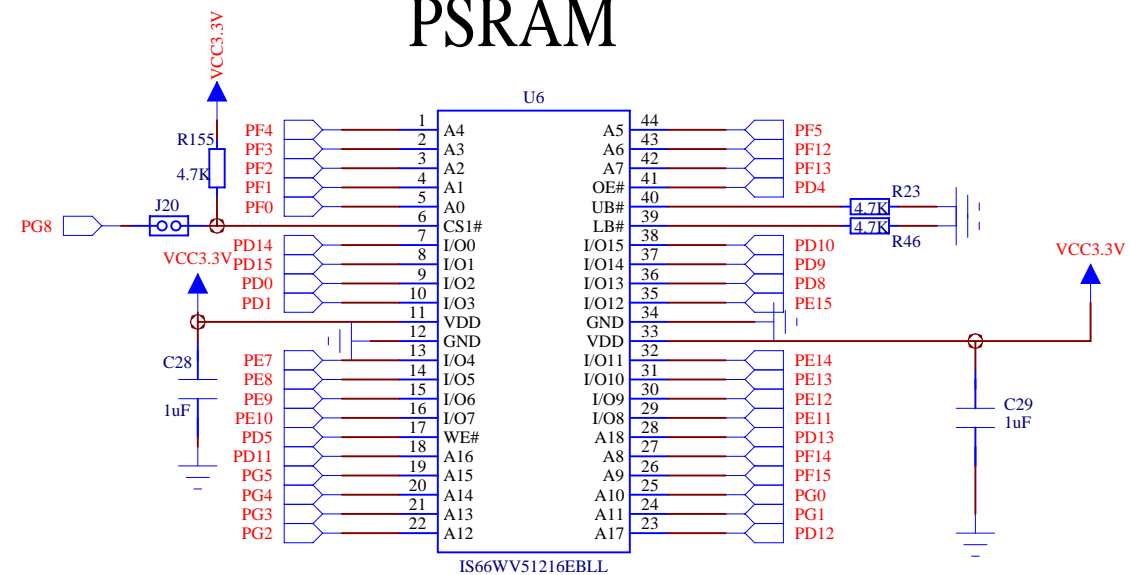 PSRAM
VCC3.3V
U6
R155
4.7K
J20
PG8
PF4 1 A4 A5 44 PF5
PF3 2 A3 A6 43 PF12
PF2 3 A2 A7 42 PF13
PF1 4 A1 OE# 41 PD4
PF0 5 A0 UB# 40 4.7K R23
6 CS1# LB# 39 4.7K R46
PD14 7 I/O0 I/O15 38 PD10
VCC3.3V
PD15 8 I/O1 I/O14 37 PD9
VCC3.3V
PD0 9 I/O2 I/O13 36 PD8
PD1 10 I/O3 I/O12 35 PE15
11 VDD GND 34
12 GND VDD 33
PE7 13 I/O4 I/O11 32 PE14
C28
1uF
PE8 14 I/O5 I/O10 31 PE13
PE9 15 I/O6 I/O9 30 PE12
PE10 16 I/O7 I/O8 29 PE11
C29
1uF
PD5 17 WE# A18 28 PD13
PD11 18 A16 A8 27 PF14
PG5 19 A15 A9 26 PF15
PG4 20 A14 A10 25 PG0
PG3 21 A13 A11 24 PG1
PG2 22 A12 A17 23 PD12
IS66WV51216EBLL